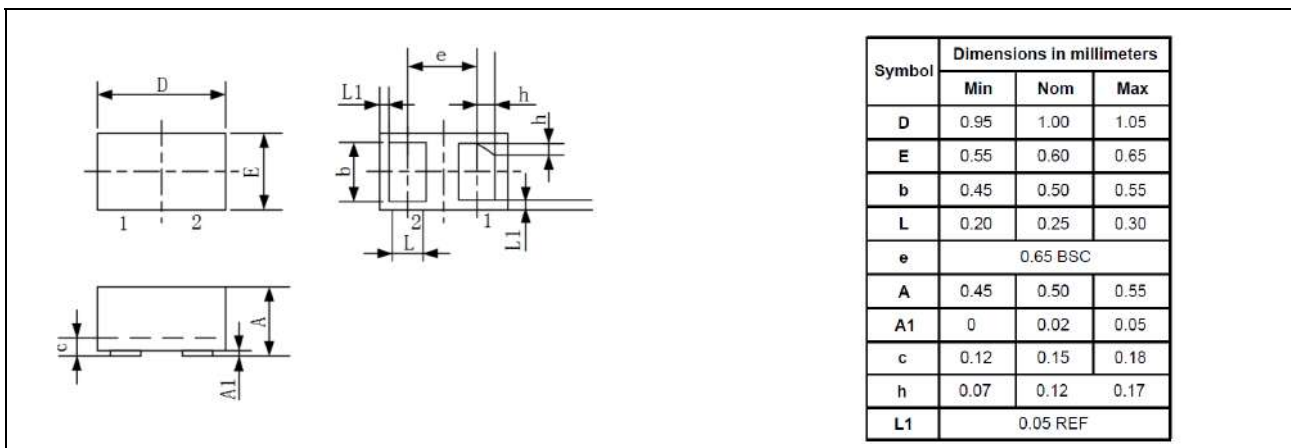 D
E
1 2
e
L1
h
h
b
2 1
L
L1
A
c
A1
Symbol Dimensions in millimeters
Min Nom Max
D 0.95 1.00 1.05
E 0.55 0.60 0.65
b 0.45 0.50 0.55
L 0.20 0.25 0.30
e 0.65 BSC
A 0.45 0.50 0.55
A1 0 0.02 0.05
c 0.12 0.15 0.18
h 0.07 0.12 0.17
L1 0.05 REF